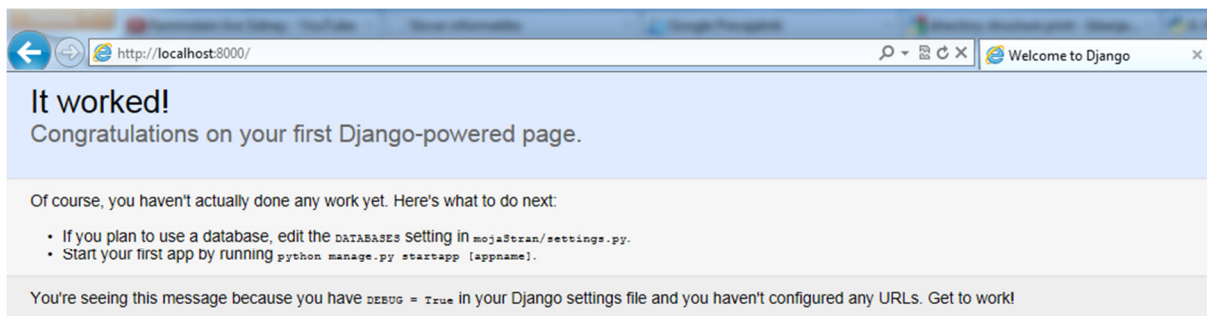 http://localhost:8000/
Welcome to Django
It worked!
Congratulations on your first Django-powered page.
Of course, you haven't actually done any work yet. Here's what to do next:
• If you plan to use a database, edit the DATABASES setting in mojaStran/settings.py.
• Start your first app by running python manage.py startapp [appname].
You're seeing this message because you have DEBUG = True in your Django settings file and you haven't configured any URLs. Get to work!